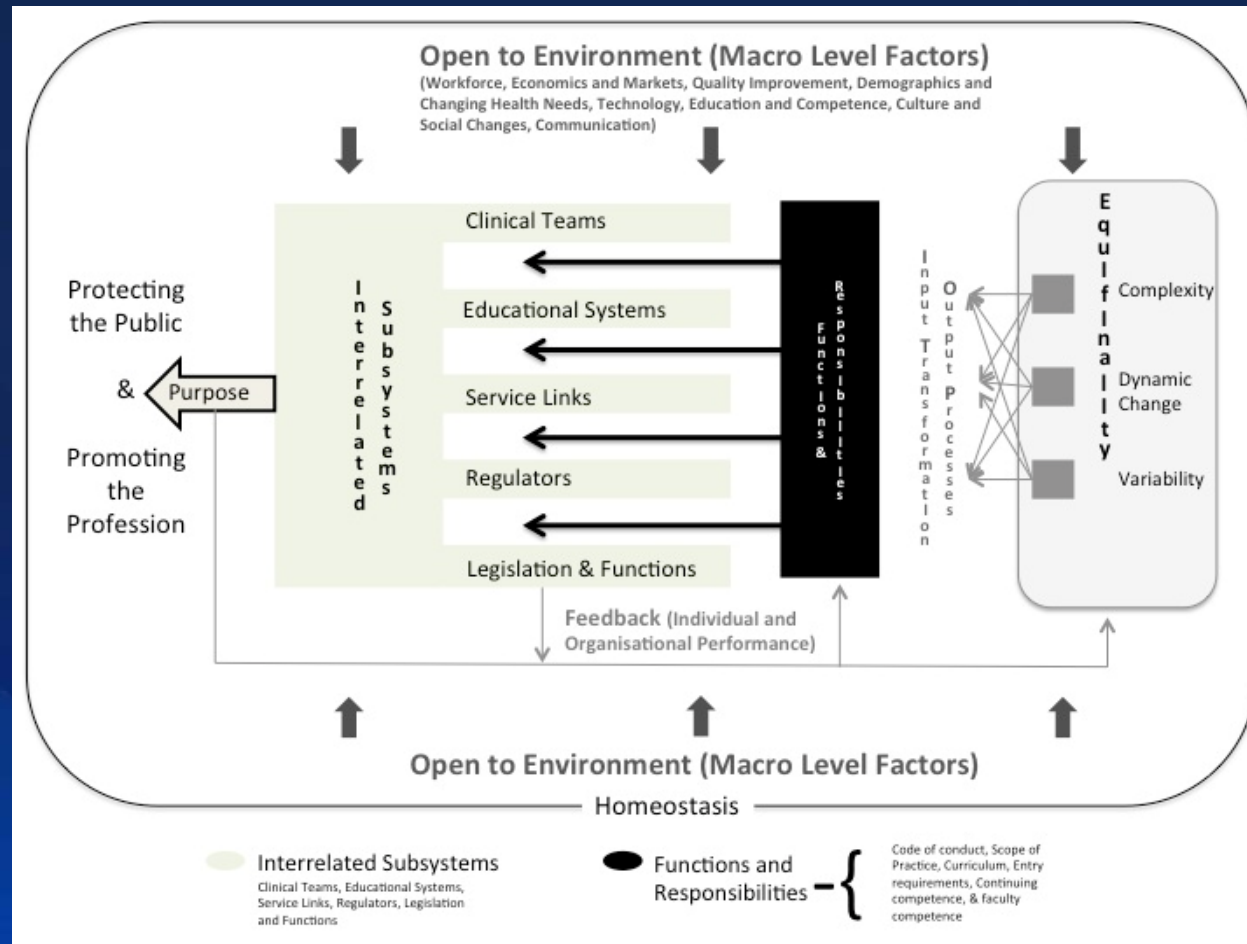 Open to Environment (Macro Level Factors)
(Workforce, Economics and Markets, Quality Improvement, Demographics and
Changing Health Needs, Technology, Education and Competence, Culture and
Social Changes, Communication)
Protecting
the Public
&
Purpose
Promoting
the
Profession
Interrelated
Subsystems
Clinical Teams
Educational Systems
Service Links
Regulators
Legislation & Functions
Functions &
Responsibilities
Input Transformation
Output Processes
Equifinality
Complexity
Dynamic
Change
Variability
Feedback (Individual and
Organisational Performance)
Open to Environment (Macro Level Factors)
Homeostasis
Interrelated Subsystems
Clinical Teams, Educational Systems,
Service Links, Regulators, Legislation
and Functions
Functions and
Responsibilities
Code of conduct, Scope of
Practice, Curriculum, Entry
requirements, Continuing
competence, & faculty
competence